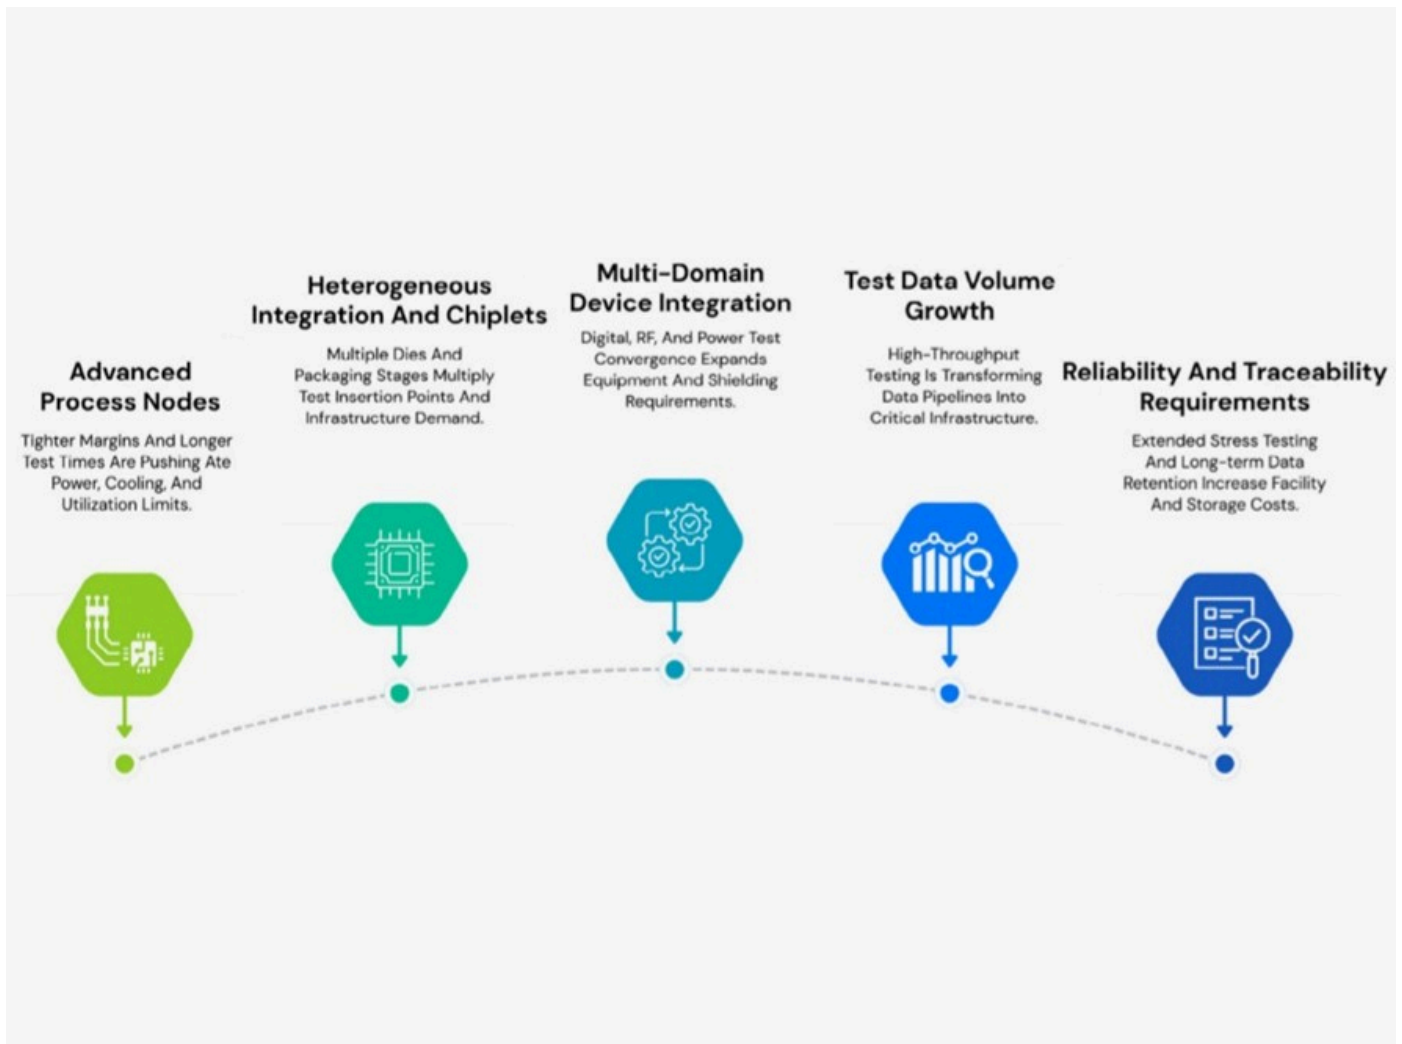 Advanced
Process Nodes
Tighter Margins And Longer
Test Times Are Pushing Ate
Power, Cooling, And
Utilization Limits.
Heterogeneous
Integration And Chiplets
Multiple Dies And
Packaging Stages Multiply
Test Insertion Points And
Infrastructure Demand.
Multi-Domain
Device Integration
Digital, RF, And Power Test
Convergence Expands
Equipment And Shielding
Requirements.
Test Data Volume
Growth
High-Throughput
Testing Is Transforming
Data Pipelines Into
Critical Infrastructure.
Reliability And Traceability
Requirements
Extended Stress Testing
And Long-term Data
Retention Increase Facility
And Storage Costs.